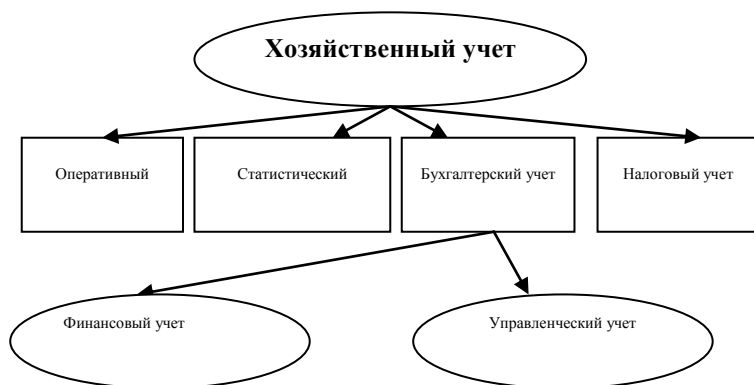 Хозяйственный учет
Оперативный
Статистический
Бухгалтерский учет
Налоговый учет
Финансовый учет
Управленческий учет